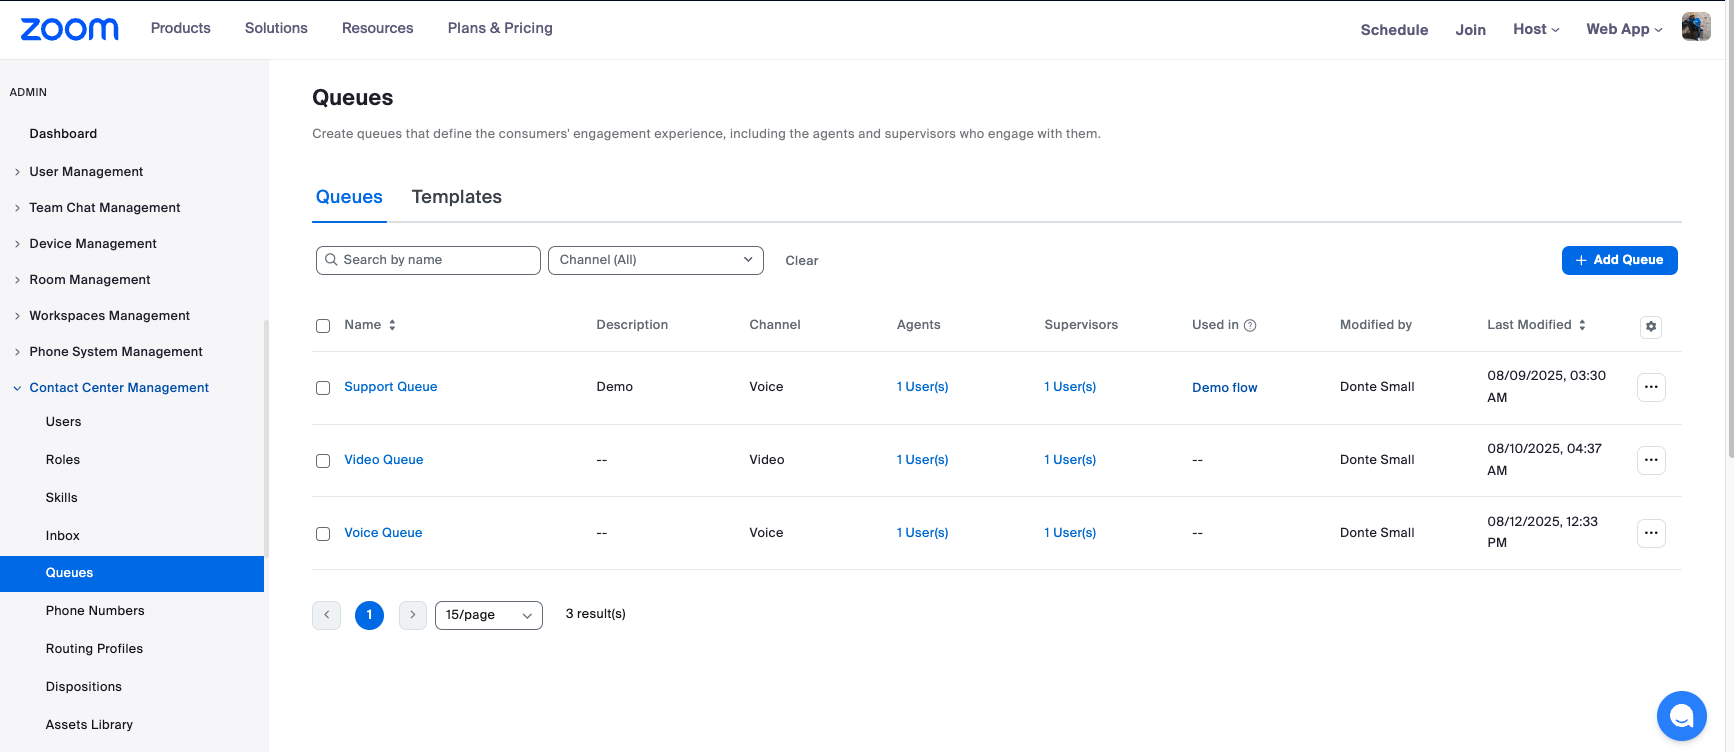 zoom
Products Solutions Resources Plans & Pricing
Schedule Join Host Web App
ADMIN
Dashboard
User Management
Team Chat Management
Device Management
Room Management
Workspaces Management
Phone System Management
Contact Center Management
Users
Roles
Skills
Inbox
Queues
Phone Numbers
Routing Profiles
Dispositions
Assets Library
Queues
Create queues that define the consumers' engagement experience, including the agents and supervisors who engage with them.
Queues Templates
Search by name Channel (All) Clear + Add Queue
Name Description Channel Agents Supervisors Used in Modified by Last Modified
Support Queue Demo Voice 1 User(s) 1 User(s) Demo flow Donte Small 08/09/2025, 03:30
AM
Video Queue -- Video 1 User(s) 1 User(s) -- Donte Small 08/10/2025, 04:37
AM
Voice Queue -- Voice 1 User(s) 1 User(s) -- Donte Small 08/12/2025, 12:33
PM
1 15/page 3 result(s)